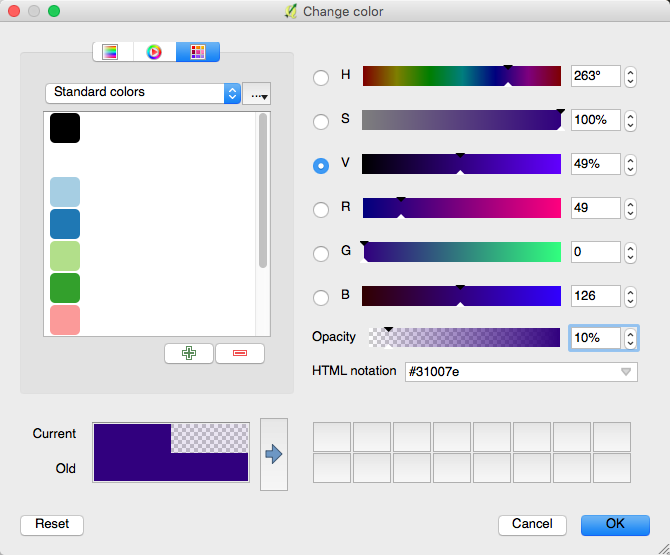 Change color
Standard colors
...
H 263°
S 100%
V 49%
R 49
G 0
B 126
Opacity 10%
HTML notation #31007e
Current
Old
Reset
Cancel
OK